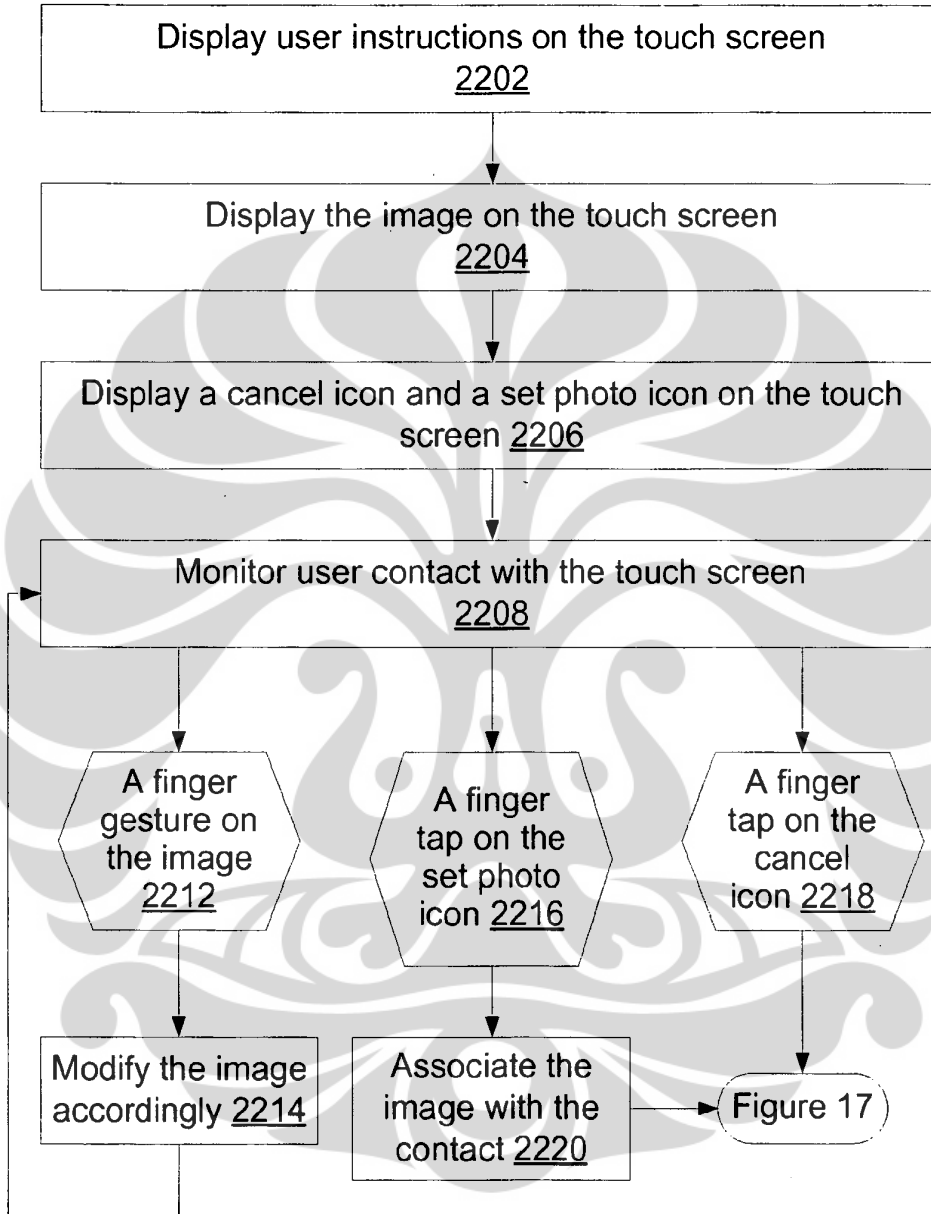 Display user instructions on the touch screen
2202
Display the image on the touch screen
2204
Display a cancel icon and a set photo icon on the touch
screen 2206
Monitor user contact with the touch screen
2208
A finger
gesture on
the image
2212
A finger
tap on the
set photo
icon 2216
A finger
tap on the
cancel
icon 2218
Modify the image
accordingly 2214
Associate the
image with the
contact 2220
Figure 17